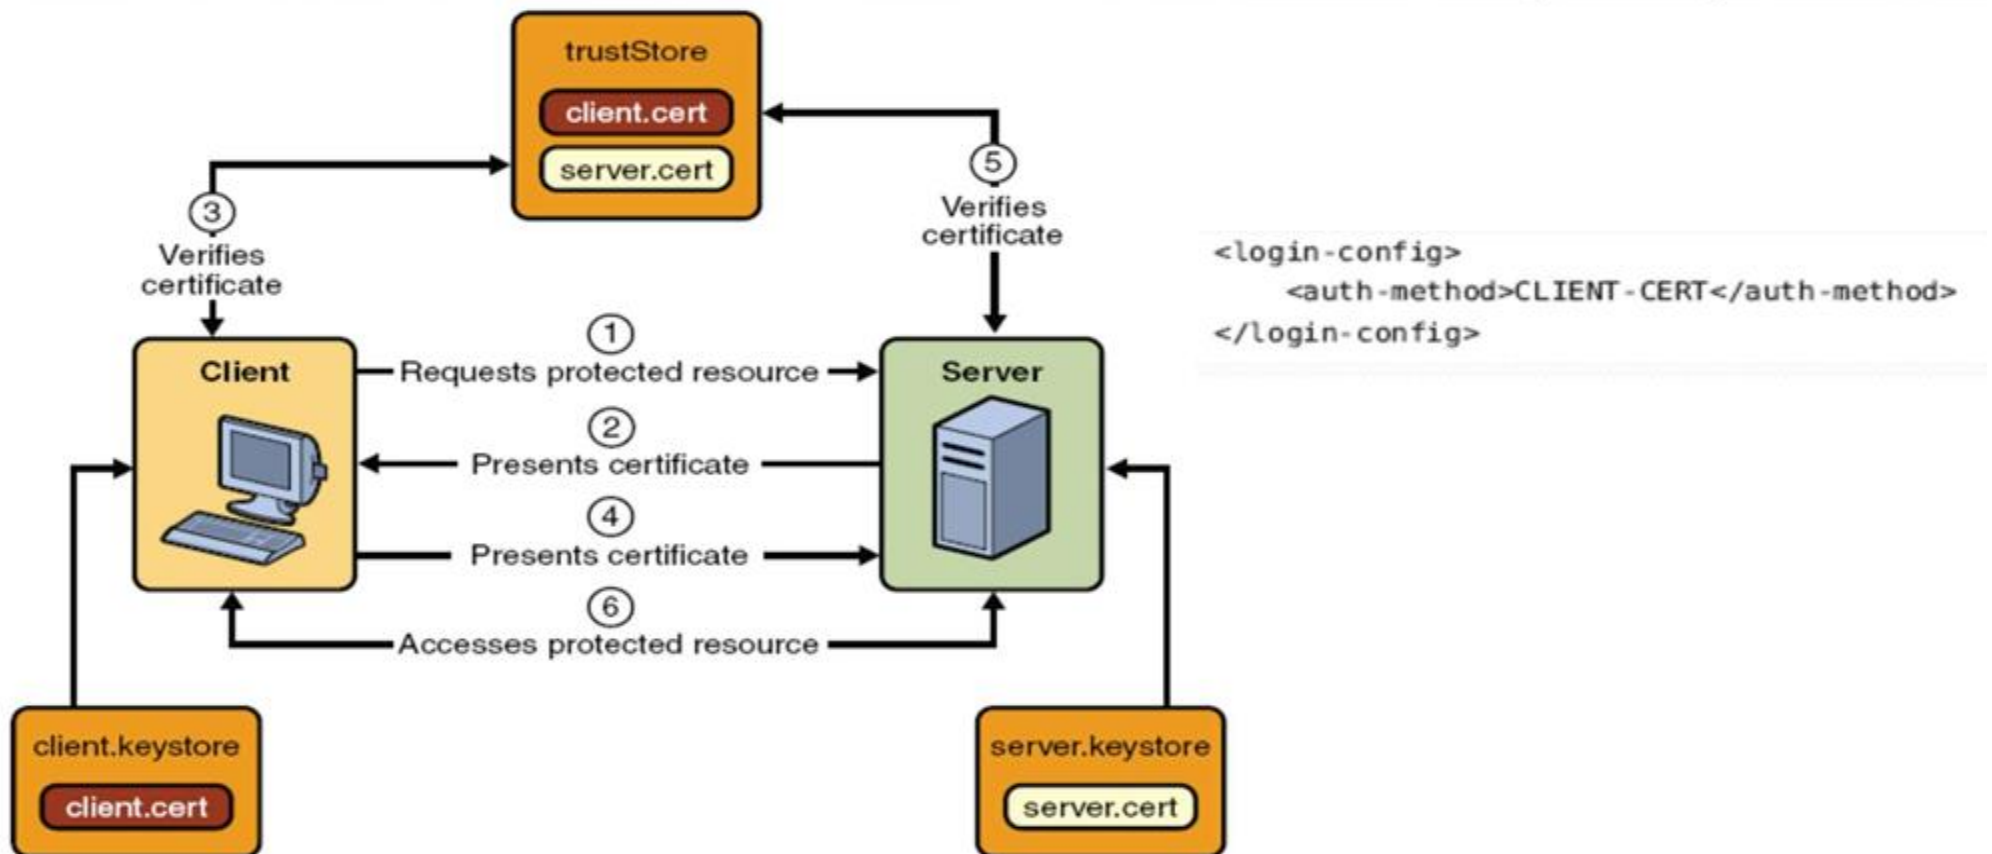 trustStore
client.cert
server.cert
3
Verifies
certificate
5
Verifies
certificate
<login-config>
<auth-method>CLIENT-CERT</auth-method>
</login-config>
Client
1
Requests protected resource
Server
2
Presents certificate
4
Presents certificate
6
Accesses protected resource
client.keystore
client.cert
server.keystore
server.cert